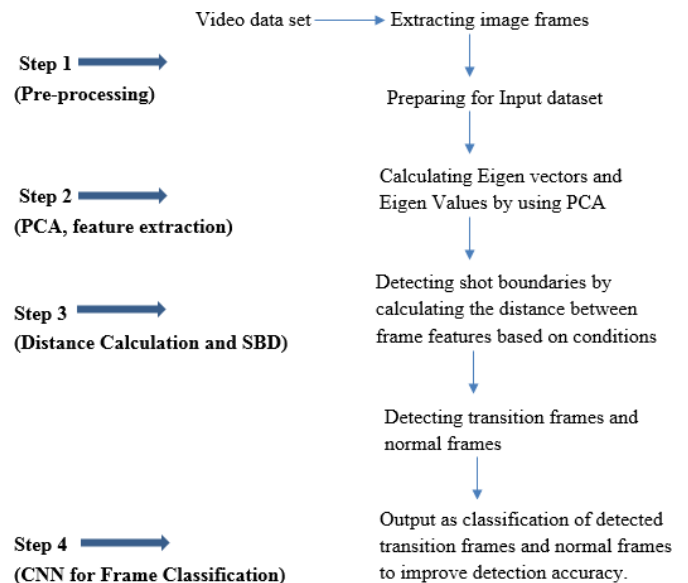 Video data set
Extracting image frames
Step 1
(Pre-processing)
Preparing for Input dataset
Step 2
(PCA, feature extraction)
Calculating Eigen vectors and
Eigen Values by using PCA
Step 3
(Distance Calculation and SBD)
Detecting shot boundaries by
calculating the distance between
frame features based on conditions
Detecting transition frames and
normal frames
Step 4
(CNN for Frame Classification)
Output as classification of detected
transition frames and normal frames
to improve detection accuracy.